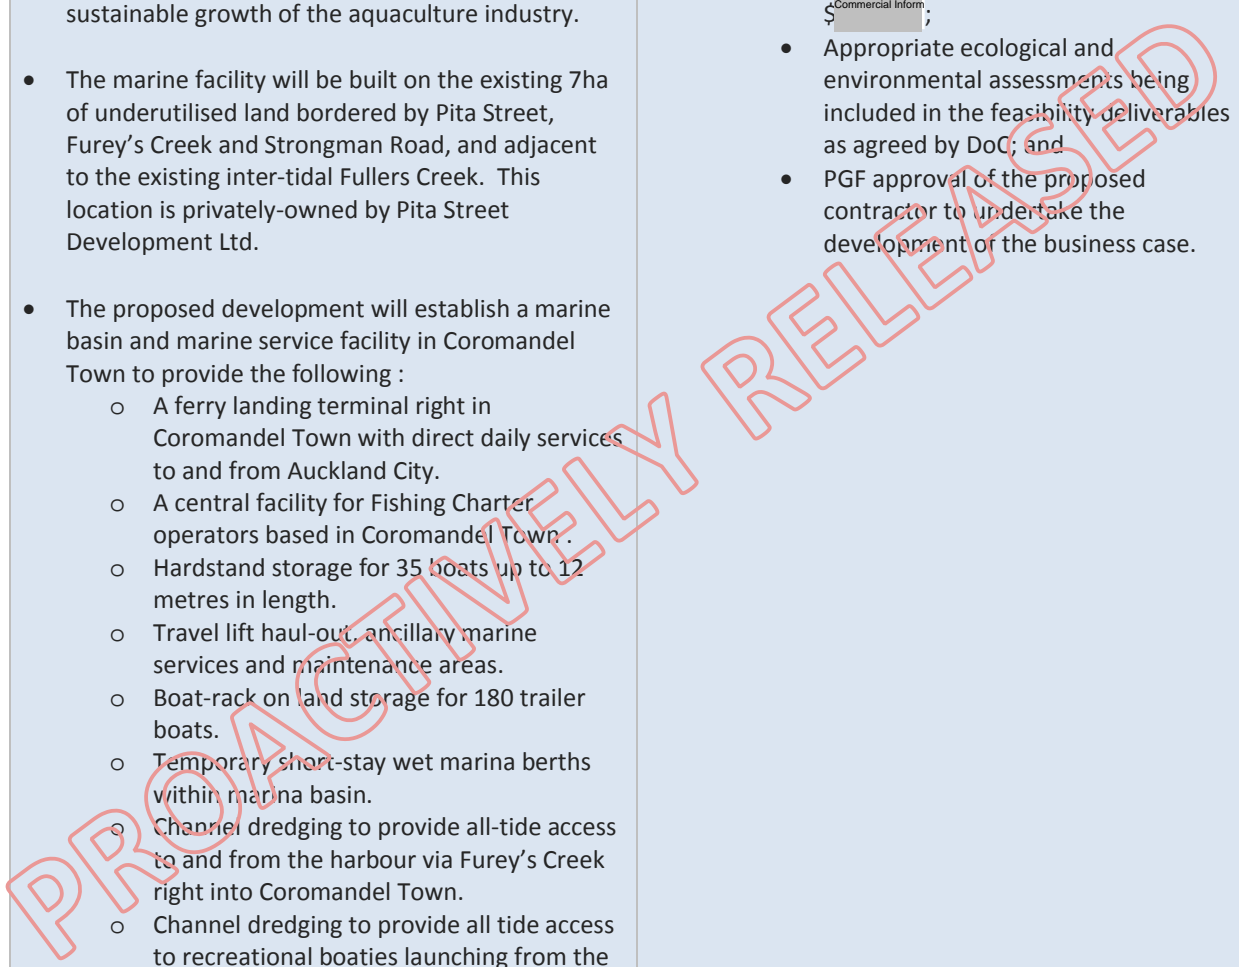 sustainable growth of the aquaculture industry.
• The marine facility will be built on the existing 7ha
of underutilised land bordered by Pita Street,
Furey’s Creek and Strongman Road, and adjacent
to the existing inter-tidal Fullers Creek. This
location is privately-owned by Pita Street
Development Ltd.
• The proposed development will establish a marine
basin and marine service facility in Coromandel
Town to provide the following :
o A ferry landing terminal right in
Coromandel Town with direct daily services
to and from Auckland City.
o A central facility for Fishing Charter
operators based in Coromandel Town .
o Hardstand storage for 35 boats up to 12
metres in length.
o Travel lift haul-out, ancillary marine
services and maintenance areas.
o Boat-rack on land storage for 180 trailer
boats.
o Temporary short-stay wet marina berths
within marina basin.
o Channel dredging to provide all-tide access
to and from the harbour via Furey’s Creek
right into Coromandel Town.
o Channel dredging to provide all tide access
to recreational boaties launching from the
$Commercial Inform;
• Appropriate ecological and
environmental assessments being
included in the feasibility deliverables
as agreed by DoC; and
• PGF approval of the proposed
contractor to undertake the
development of the business case.
PROACTIVELY RELEASED